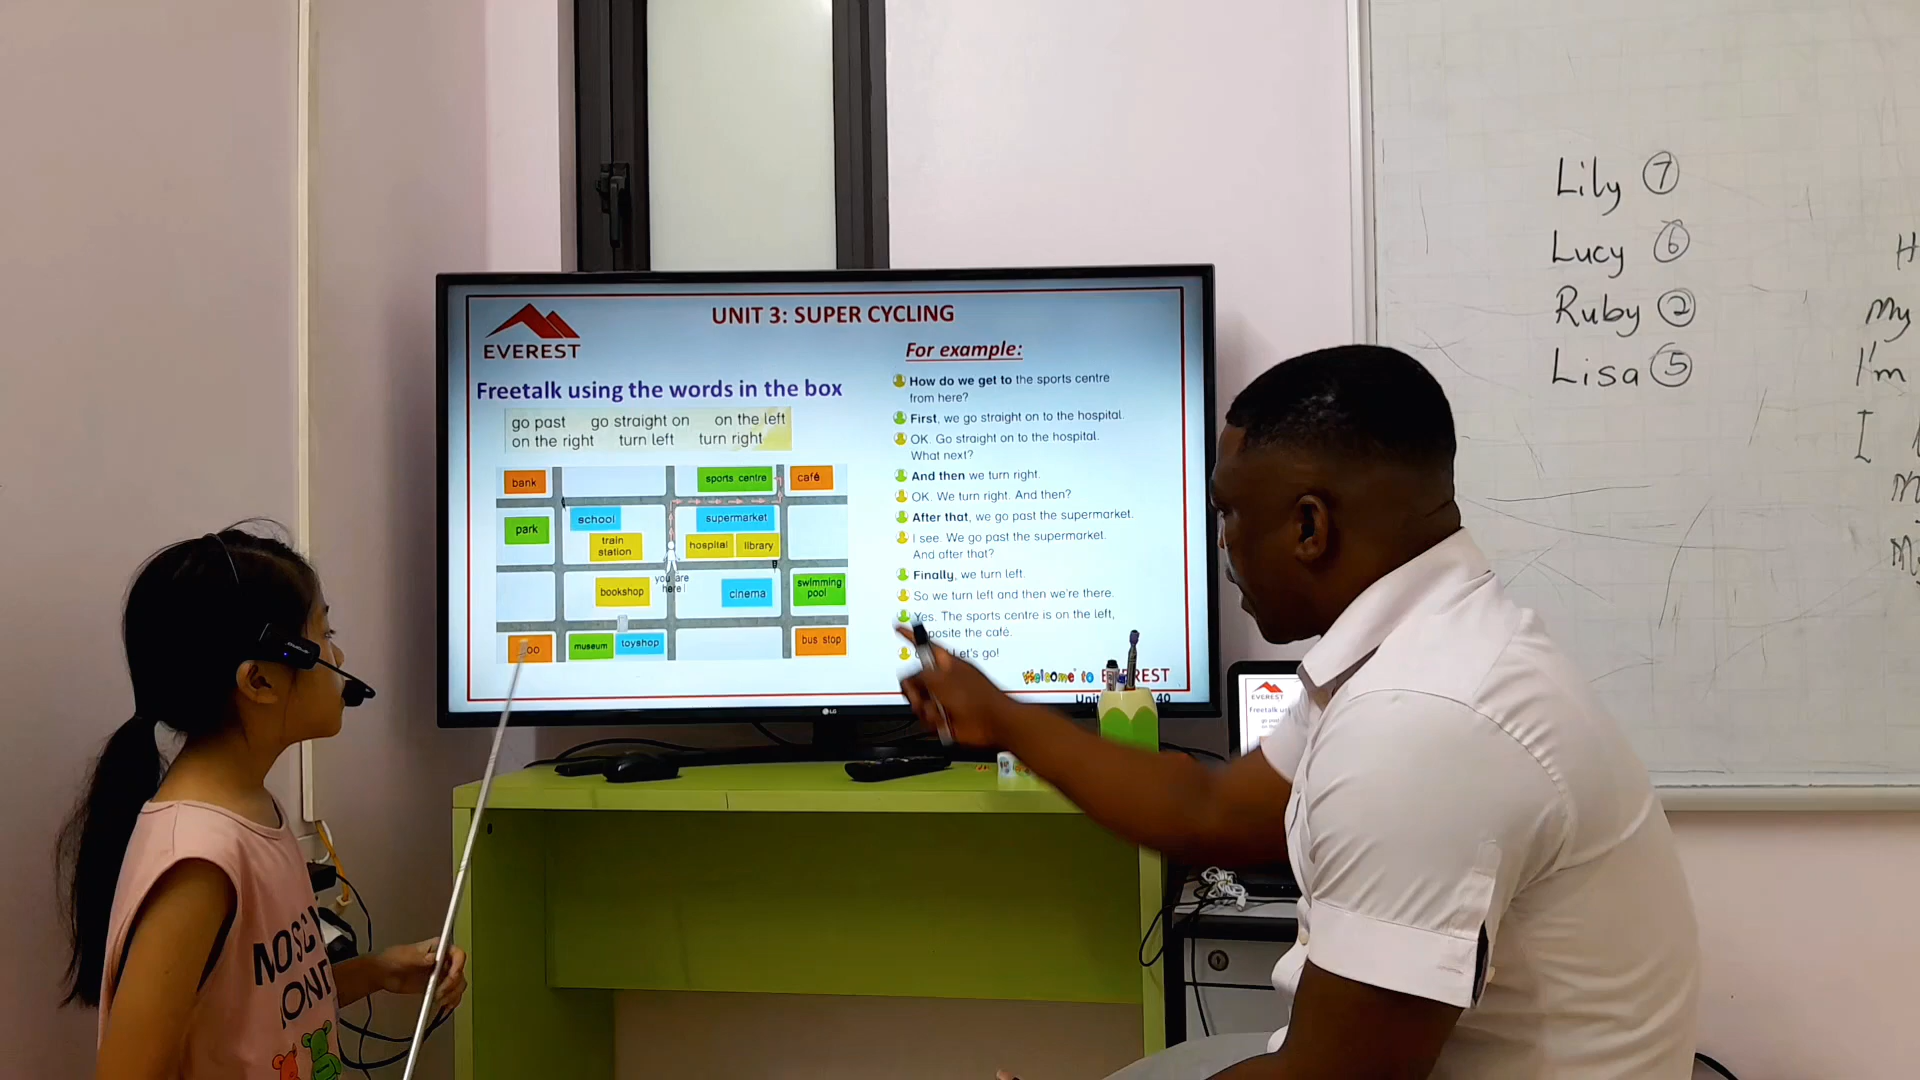 UNIT 3: SUPER CYCLING
EVEREST
Freetalk using the words in the box
go past go straight on on the left
on the right turn left turn right
bank
sports centre
café
park
school
supermarket
train
station
hospital
library
you are
here!
bookshop
cinema
swimming
pool
museum
toyshop
bus stop
For example:
How do we get to the sports centre
from here?
First, we go straight on to the hospital.
OK. Go straight on to the hospital.
What next?
And then we turn right.
OK. We turn right. And then?
After that, we go past the supermarket.
I see. We go past the supermarket.
And after that?
Finally, we turn left.
So we turn left and then we're there.
Yes. The sports centre is on the left,
the café.
Let's go!
Welcome to
40
LG
EVEREST
Lily 7
Lucy 6
Ruby 2
Lisa 5
My
I'm
I